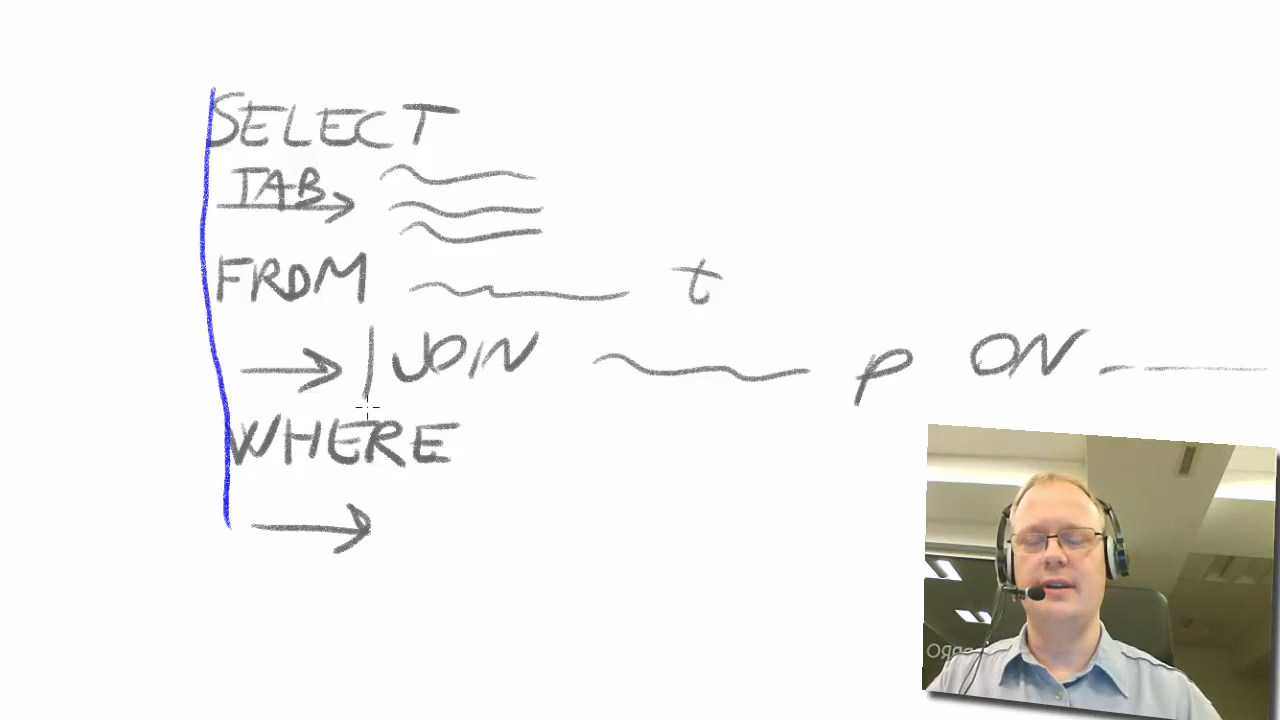 SELECT
TAB
FROM t
JOIN p ON
WHERE